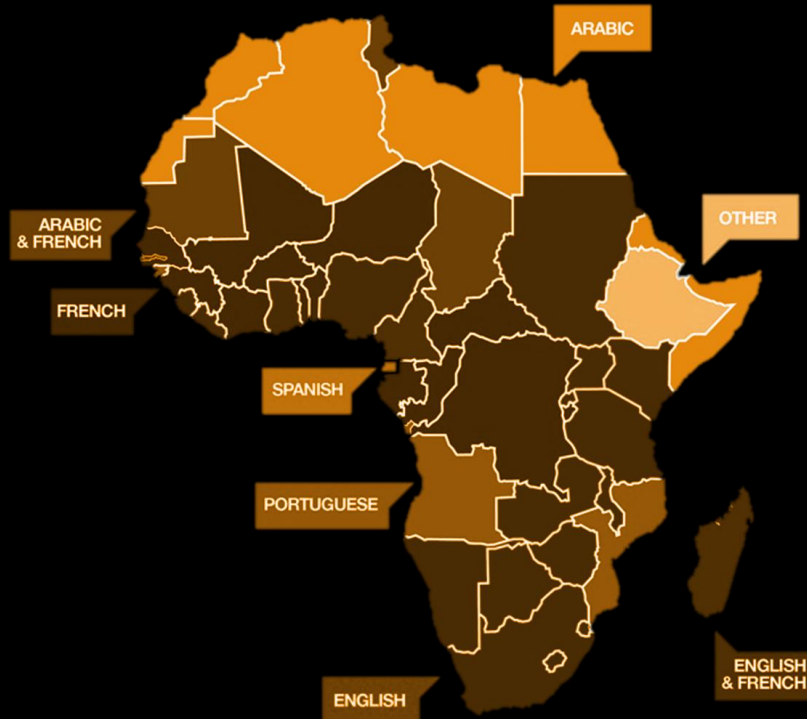 ARABIC
OTHER
ARABIC
& FRENCH
FRENCH
SPANISH
PORTUGUESE
ENGLISH
& FRENCH
ENGLISH